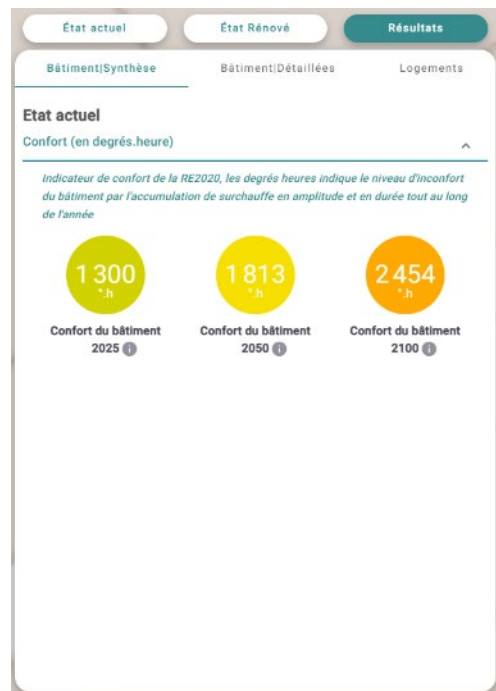 État actuel
État Rénové
Résultats
Bâtiment|Synthèse
Bâtiment|Détaillées
Logements
Etat actuel
Confort (en degrés.heure)
Indicateur de confort de la RE2020, les degrés heures indique le niveau d'inconfort
du bâtiment par l'accumulation de surchauffe en amplitude et en durée tout au long
de l'année
1 300
°.h
1 813
°.h
2 454
°.h
Confort du bâtiment
2025
Confort du bâtiment
2050
Confort du bâtiment
2100